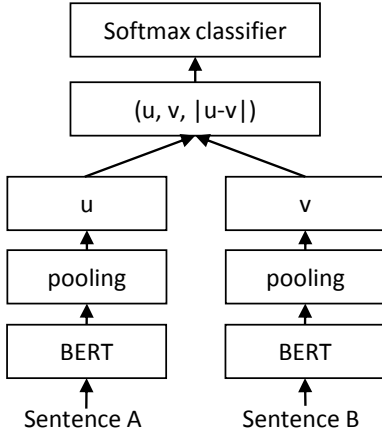 Softmax classifier
(u, v, |u-v|)
u v
pooling pooling
BERT BERT
Sentence A Sentence B